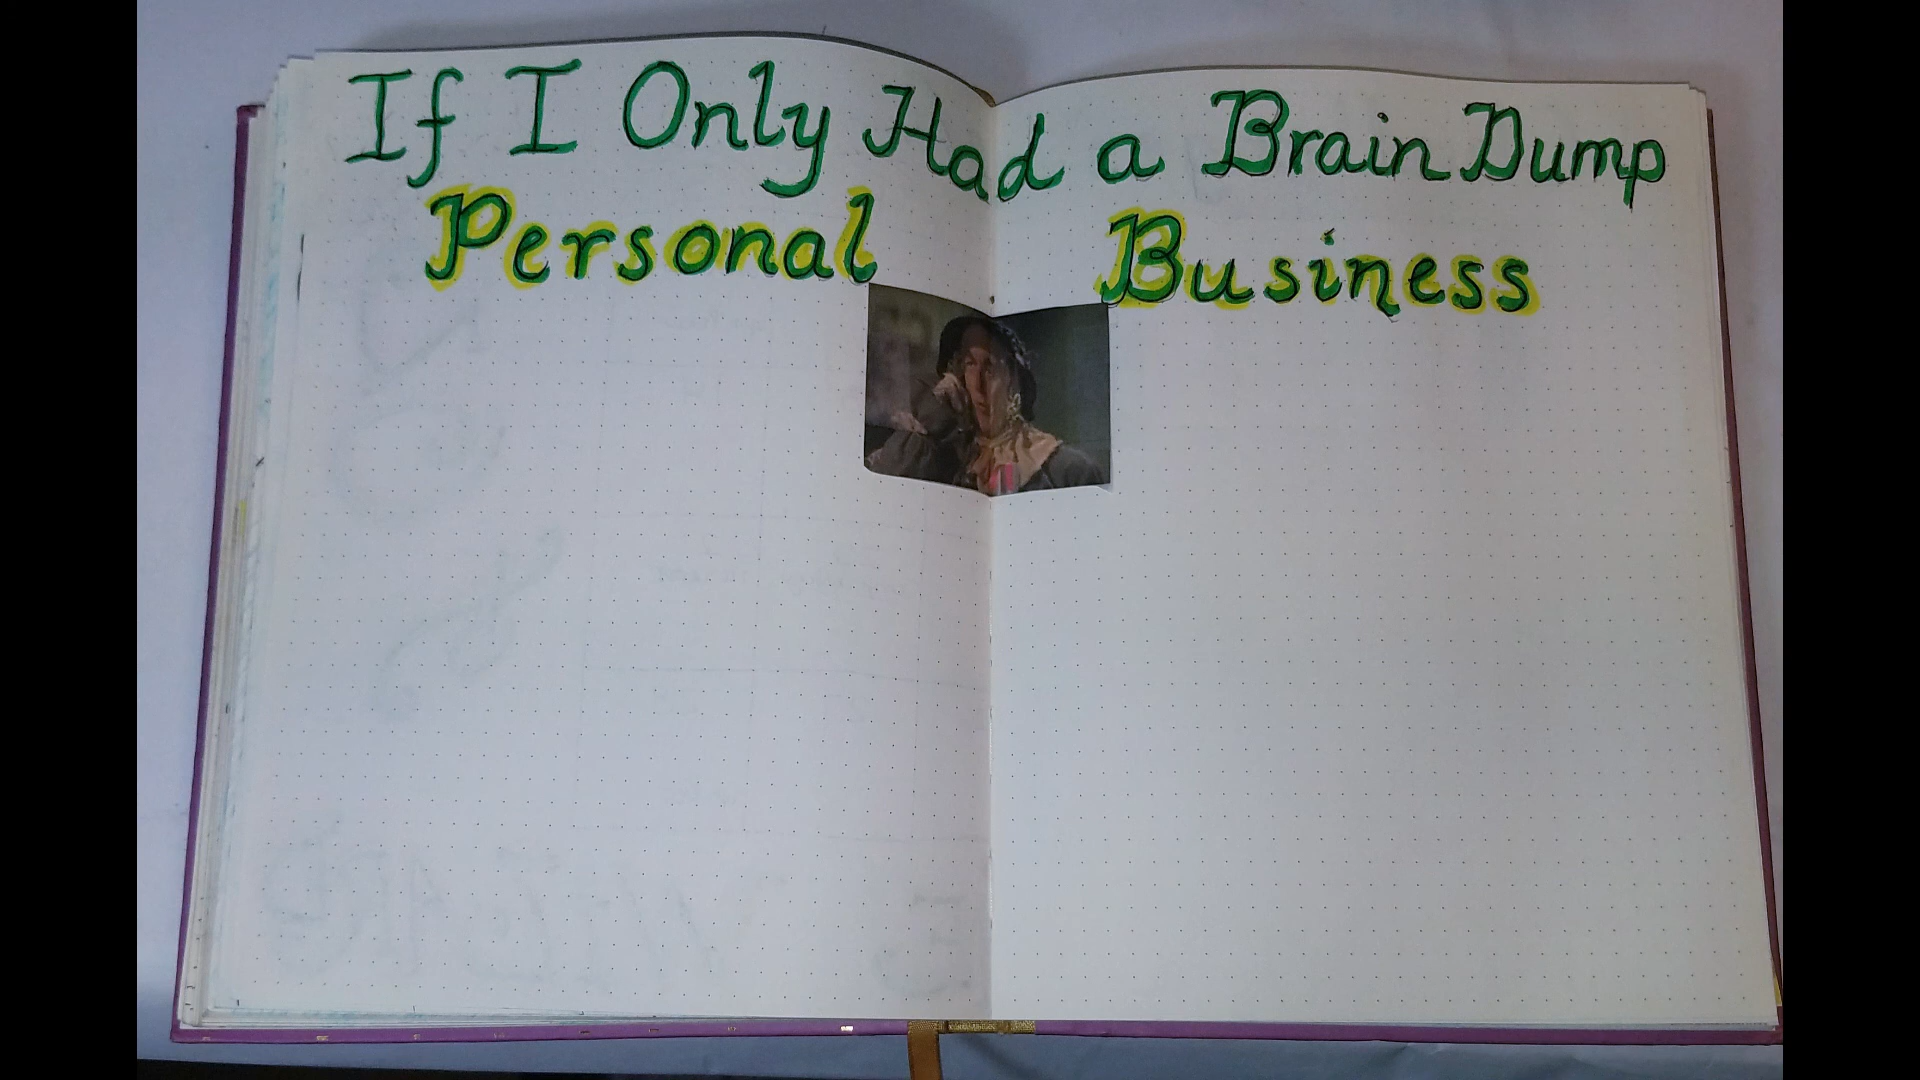 If I Only Had a Brain Dump
Personal
Business